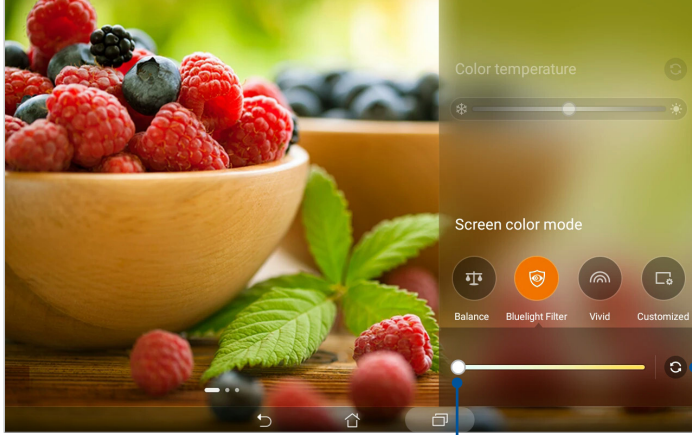 Color temperature
Screen color mode
Balance
Bluelight Filter
Vivid
Customized